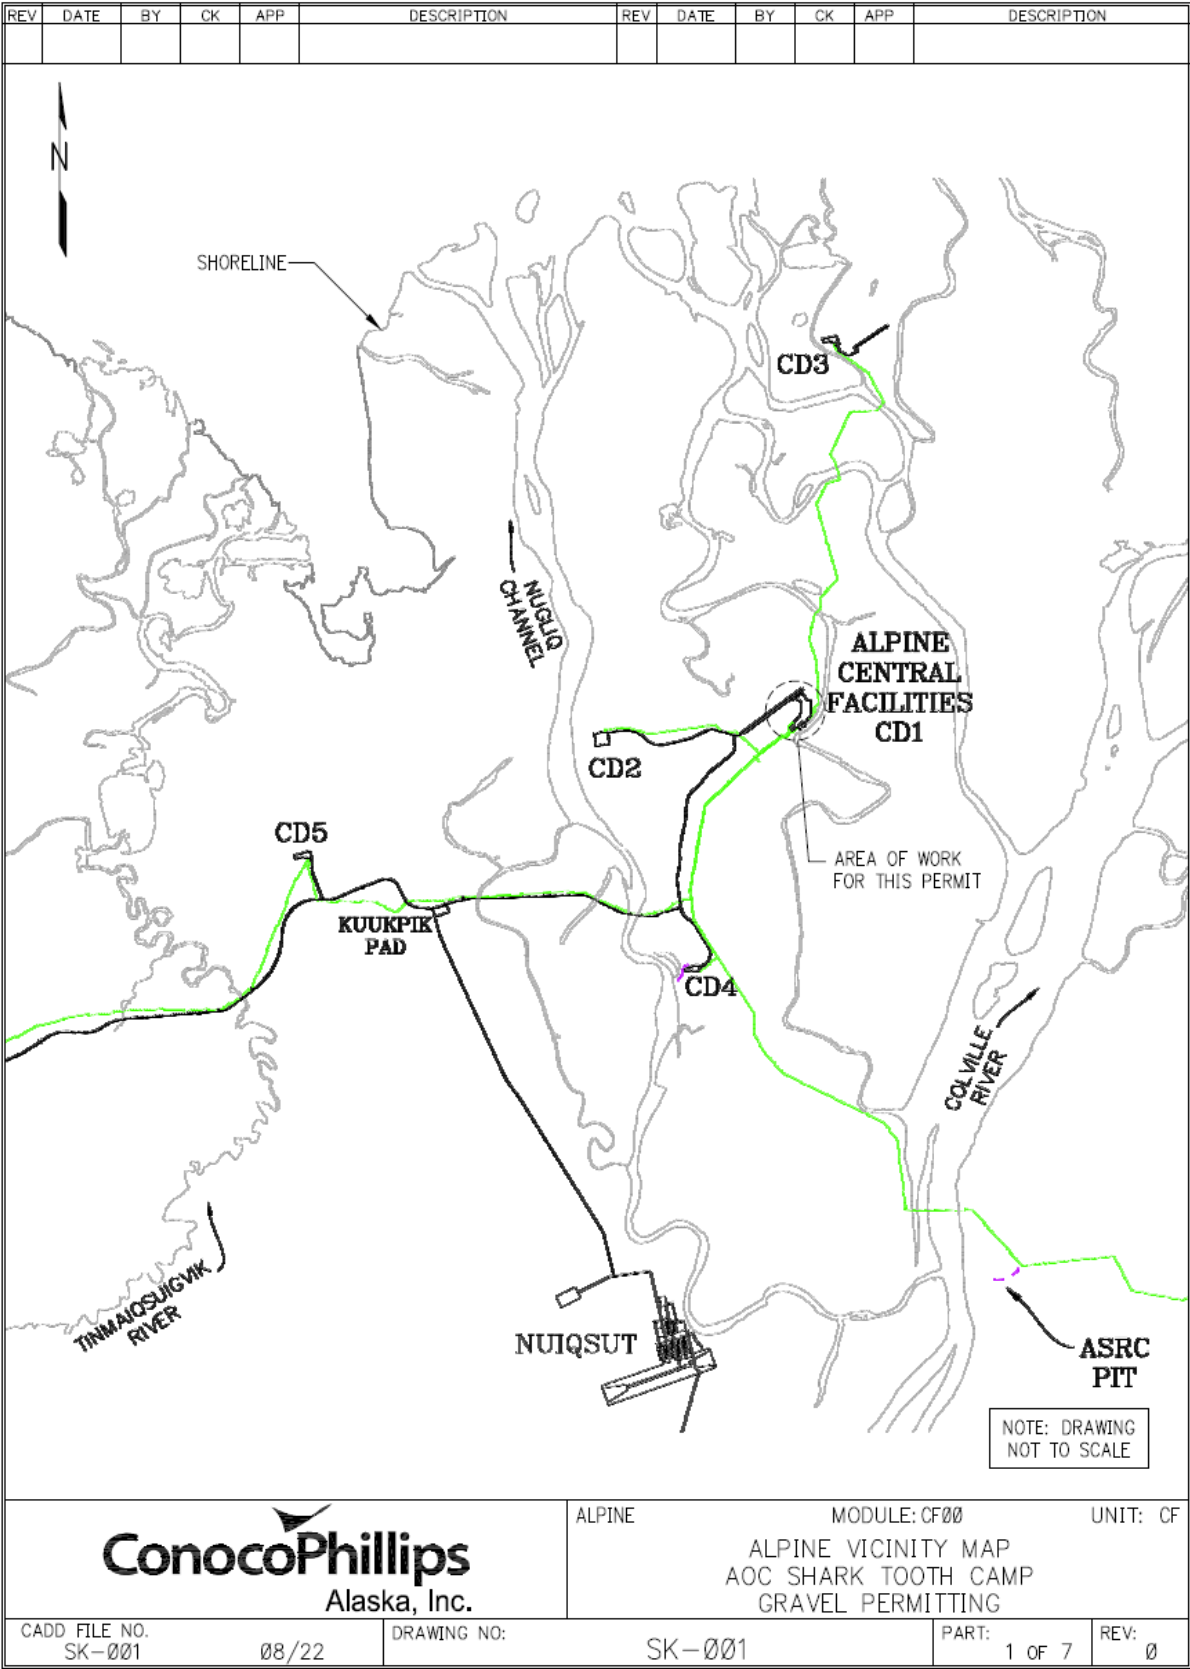 REV DATE BY CK APP DESCRIPTION REV DATE BY CK APP DESCRIPTION
N
SHORELINE
CD3
NUGLIQ
CHANNEL
ALPINE
CENTRAL
FACILITIES
CD1
CD2
CD5
AREA OF WORK
FOR THIS PERMIT
KUUKPIK
PAD
CD4
COLVILLE
RIVER
TINMAIQSUIGVIK
RIVER
NUIQSUT
ASRC
PIT
NOTE: DRAWING
NOT TO SCALE
ConocoPhillips
Alaska, Inc.
ALPINE MODULE: CF00 UNIT: CF
ALPINE VICINITY MAP
AOC SHARK TOOTH CAMP
GRAVEL PERMITTING
CADD FILE NO.
SK-001 08/22
DRAWING NO:
SK-001
PART:
1 OF 7
REV:
0